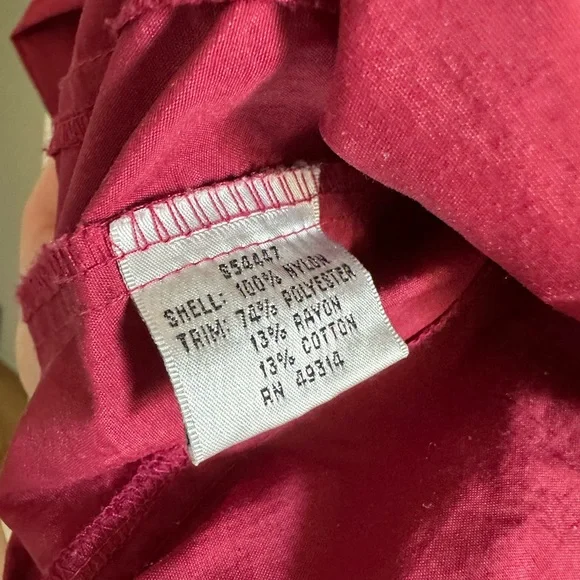 S54447
SHELL: 100% NYLON
TRIM: 74% POLYESTER
13% RAYON
13% COTTON
RN 49314